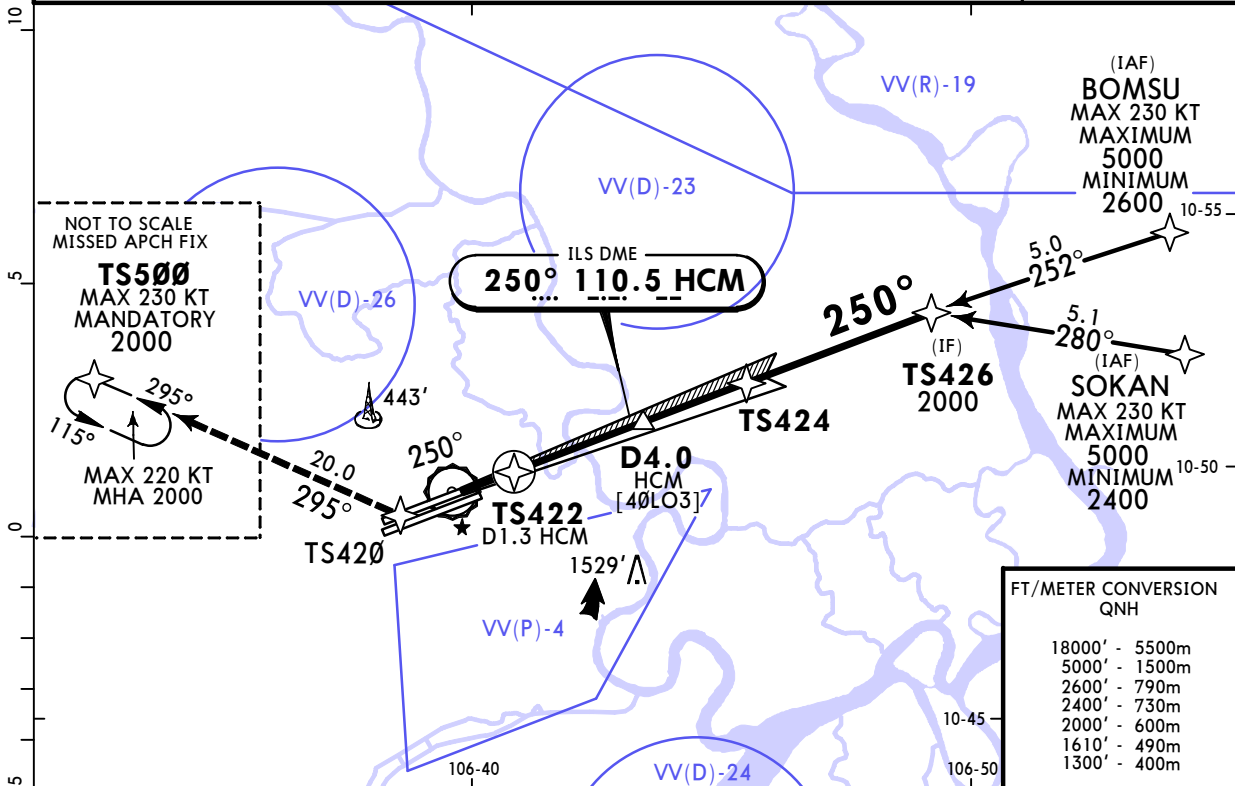 10
5
0
5
(IAF)
BOMSU
MAX 230 KT
MAXIMUM
5000
MINIMUM
2600
10-55
VV(R)-19
VV(D)-23
NOT TO SCALE
MISSED APCH FIX
TS5ØØ
MAX 230 KT
MANDATORY
2000
295°
115°
MAX 220 KT
MHA 2000
VV(D)-26
ILS DME
250° 110.5 HCM
250°
5.0
252°
5.1
280°
(IF)
TS426
2000
(IAF)
SOKAN
MAX 230 KT
MAXIMUM
5000
MINIMUM
2400
10-50
443'
TS424
D4.0
HCM
[4ØLO3]
250°
20.0
295°
TS422
D1.3 HCM
TS42Ø
1529'
VV(P)-4
10-45
106-40
VV(D)-24
106-50
FT/METER CONVERSION
QNH
18000' - 5500m
5000' - 1500m
2600' - 790m
2400' - 730m
2000' - 600m
1610' - 490m
1300' - 400m